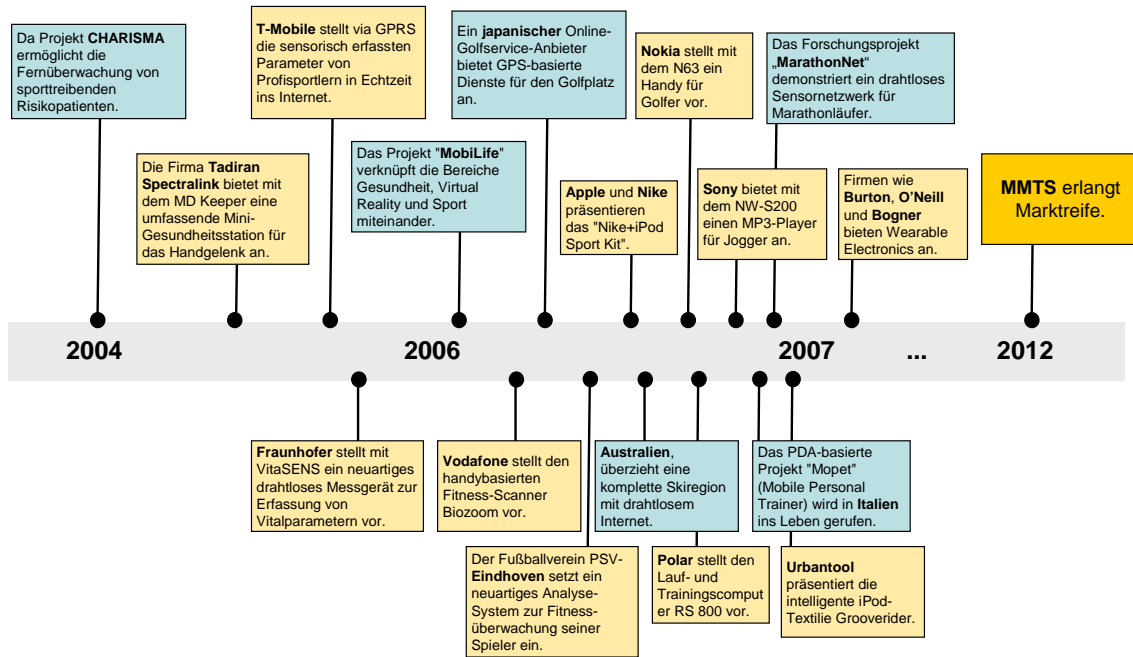 Da Projekt CHARISMA
ermöglicht die
Fernüberwachung von
sporttreibenden
Risikopatienten.
T-Mobile stellt via GPRS
die sensorisch erfassten
Parameter von
Profisportlern in Echtzeit
ins Internet.
Ein japanischer Online-
Golfservice-Anbieter
bietet GPS-basierte
Dienste für den Golfplatz
an.
Nokia stellt mit
dem N63 ein
Handy für
Golfer vor.
Das Forschungsprojekt
„MarathonNet“
demonstriert ein drahtloses
Sensornetzwerk für
Marathonläufer.
Die Firma Tadiran
Spectralink bietet mit
dem MD Keeper eine
umfassende Mini-
Gesundheitsstation für
das Handgelenk an.
Das Projekt "MobiLife"
verknüpft die Bereiche
Gesundheit, Virtual
Reality und Sport
miteinander.
Apple und Nike
präsentieren
das "Nike+iPod
Sport Kit".
Sony bietet mit
dem NW-S200
einen MP3-Player
für Jogger an.
Firmen wie
Burton, O’Neill
und Bogner
bieten Wearable
Electronics an.
MMTS erlangt
Marktreife.
2004 2006 2007 ... 2012
Fraunhofer stellt mit
VitaSENS ein neuartiges
drahtloses Messgerät zur
Erfassung von
Vitalparametern vor.
Vodafone stellt den
handybasierten
Fitness-Scanner
Biozoom vor.
Australien,
überzieht eine
komplette Skiregion
mit drahtlosem
Internet.
Das PDA-basierte
Projekt "Mopet"
(Mobile Personal
Trainer) wird in Italien
ins Leben gerufen.
Der Fußballverein PSV-
Eindhoven setzt ein
neuartiges Analyse-
System zur Fitness-
überwachung seiner
Spieler ein.
Polar stellt den
Lauf- und
Trainingscomput
er RS 800 vor.
Urbantool
präsentiert die
intelligente iPod-
Textilie Grooverider.